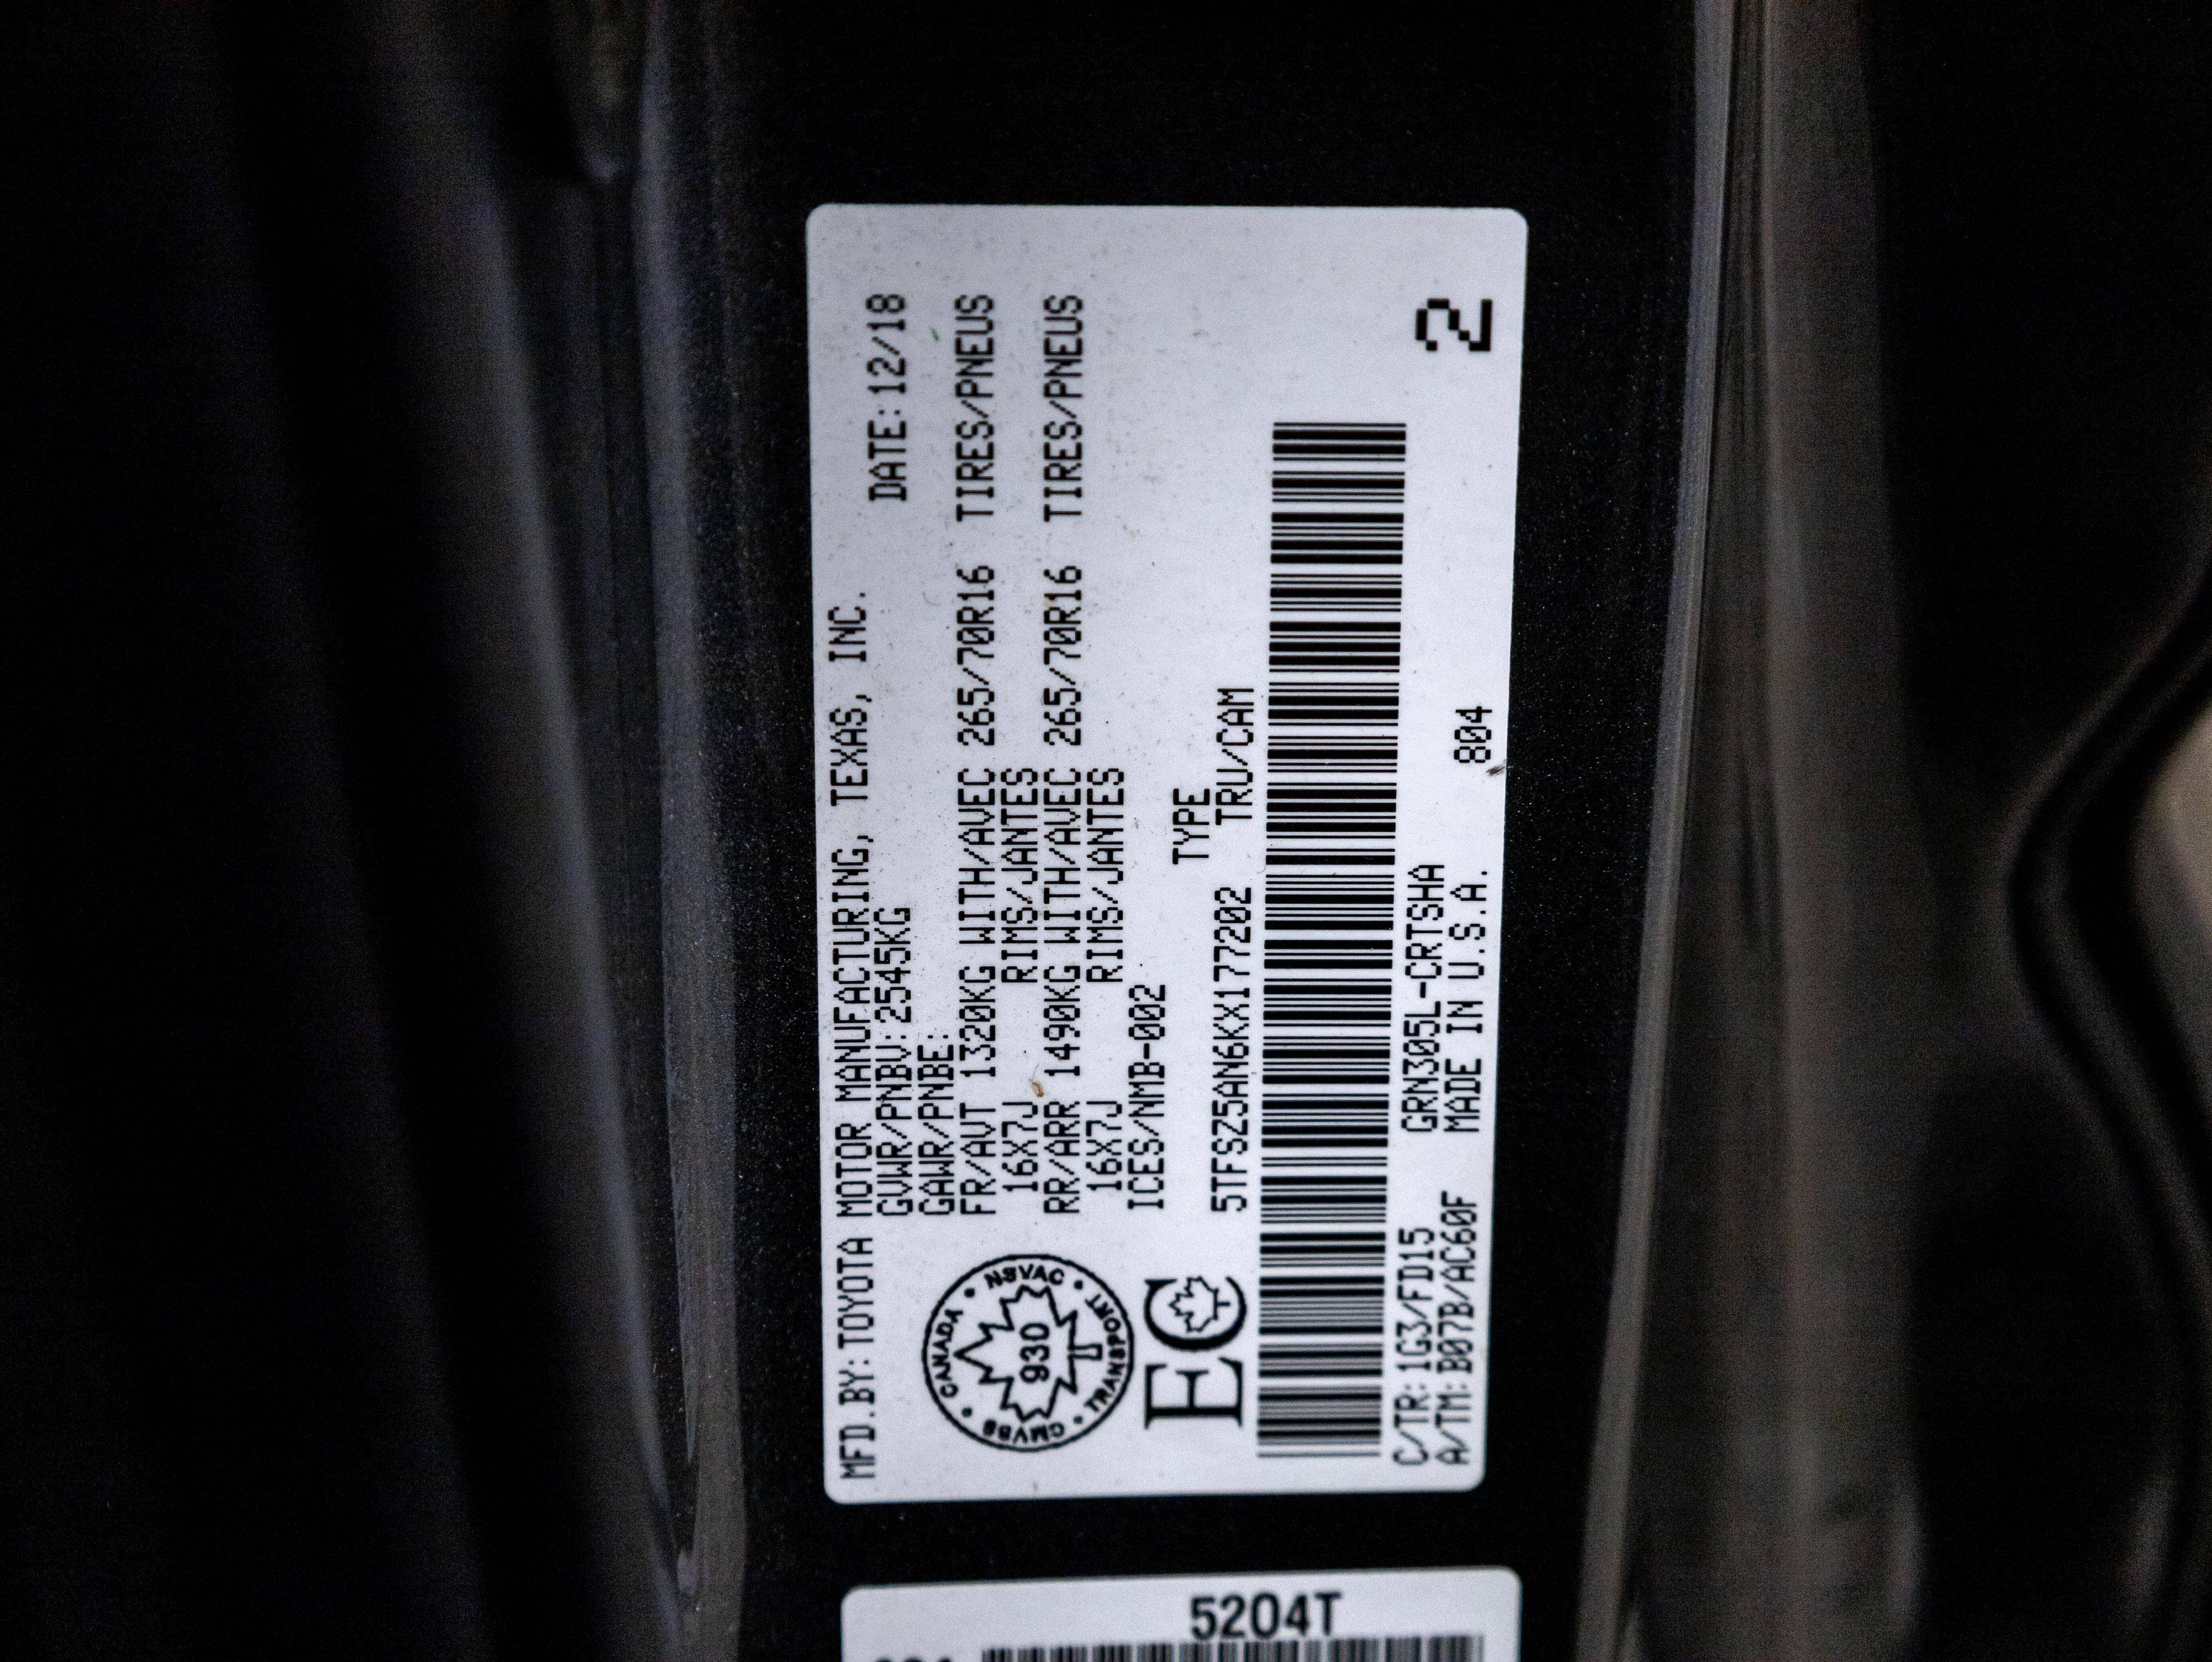 MFD.BY:TOYOTA MOTOR MANUFACTURING, TEXAS, INC.
GVWR/PNBV:2545KG DATE:12/18
GAWR/PNBE:
FR/AVT 1320KG WITH/AVEC 265/70R16 TIRES/PNEUS
16X7J RIMS/JANTES
RR/ARR 1490KG WITH/AVEC 265/70R16 TIRES/PNEUS
16X7J RIMS/JANTES
ICES/NMB-002
CANADA • NSVAC • TRANSPORT • CMVSS •
930
EC
TYPE
5TFSZ5AN6KX177202 TRU/CAM
C/TR:1G3/FD15 GRN305L-CRTSHA
A/TM:B07B/AC60F MADE IN U.S.A. 804 2
5204T